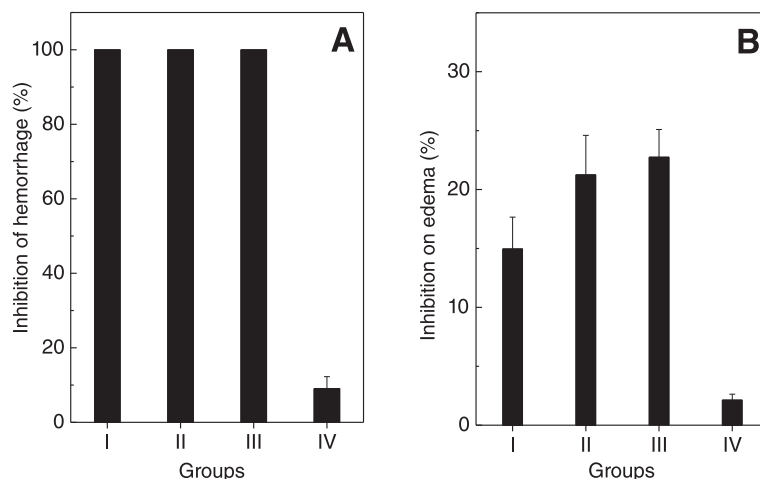 A
Inhibition of hemorrhage (%)
100
80
60
40
20
0
I II III IV
Groups
B
Inhibition on edema (%)
30
20
10
0
I II III IV
Groups